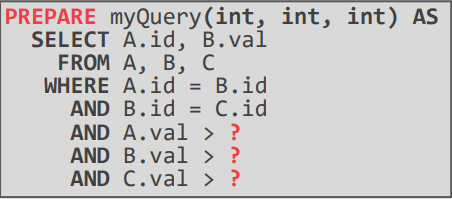 PREPARE myQuery(int, int, int) AS
SELECT A.id, B.val
FROM A, B, C
WHERE A.id = B.id
AND B.id = C.id
AND A.val > ?
AND B.val > ?
AND C.val > ?